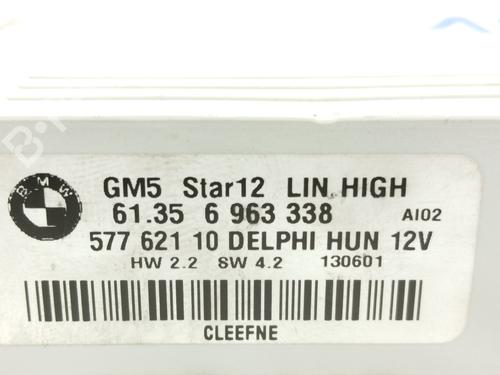 BMW
GM5 Star12 LIN HIGH
61.35 6 963 338 AI02
577 621 10 DELPHI HUN 12V
HW 2.2 SW 4.2 130601
CLEEFNE